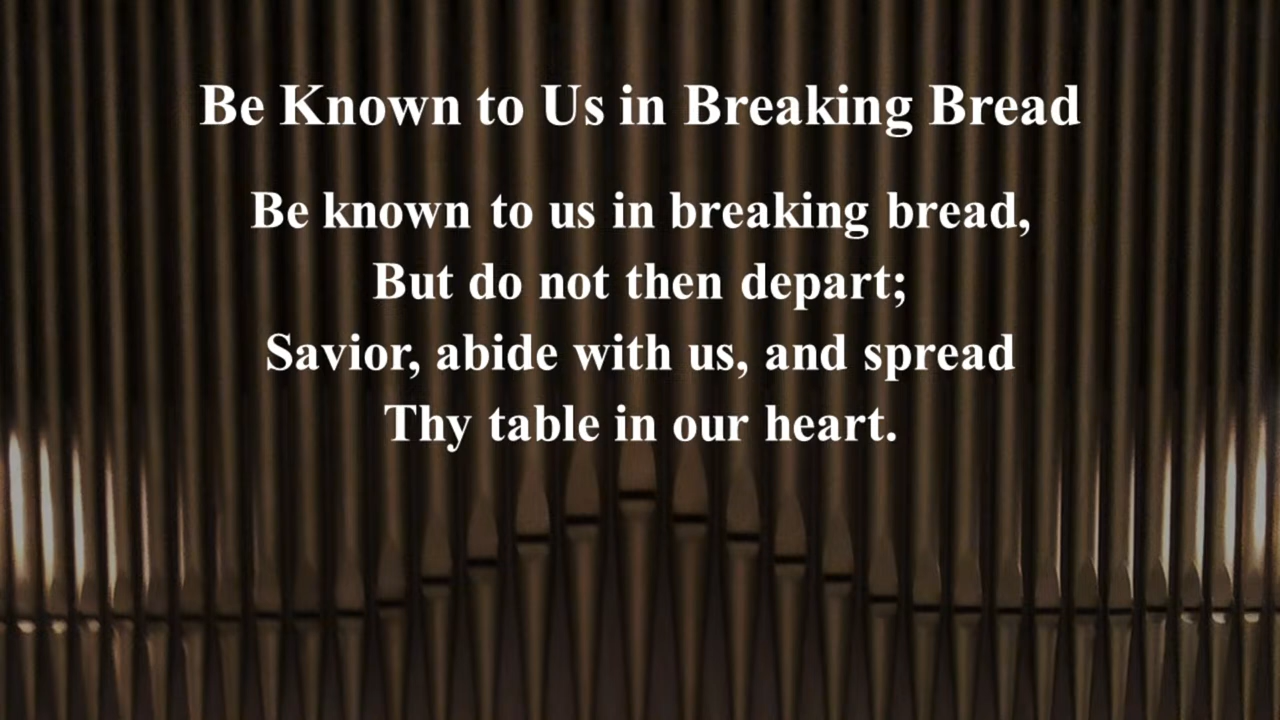 Be Known to Us in Breaking Bread
Be known to us in breaking bread,
But do not then depart;
Savior, abide with us, and spread
Thy table in our heart.